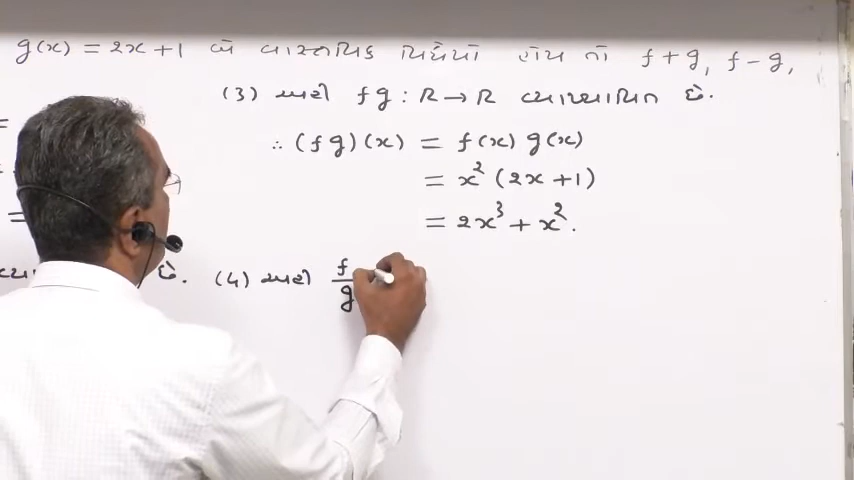 g(x) = 2x+1 બે વાસ્તવિક વિધેયો હોય તો f+g, f-g,
(3) અહીં fg : R → R વ્યાખ્યાયિત છે.
∴ (fg)(x) = f(x) g(x)
= x² (2x+1)
= 2x³ + x².
છે. (4) અહીં f/g